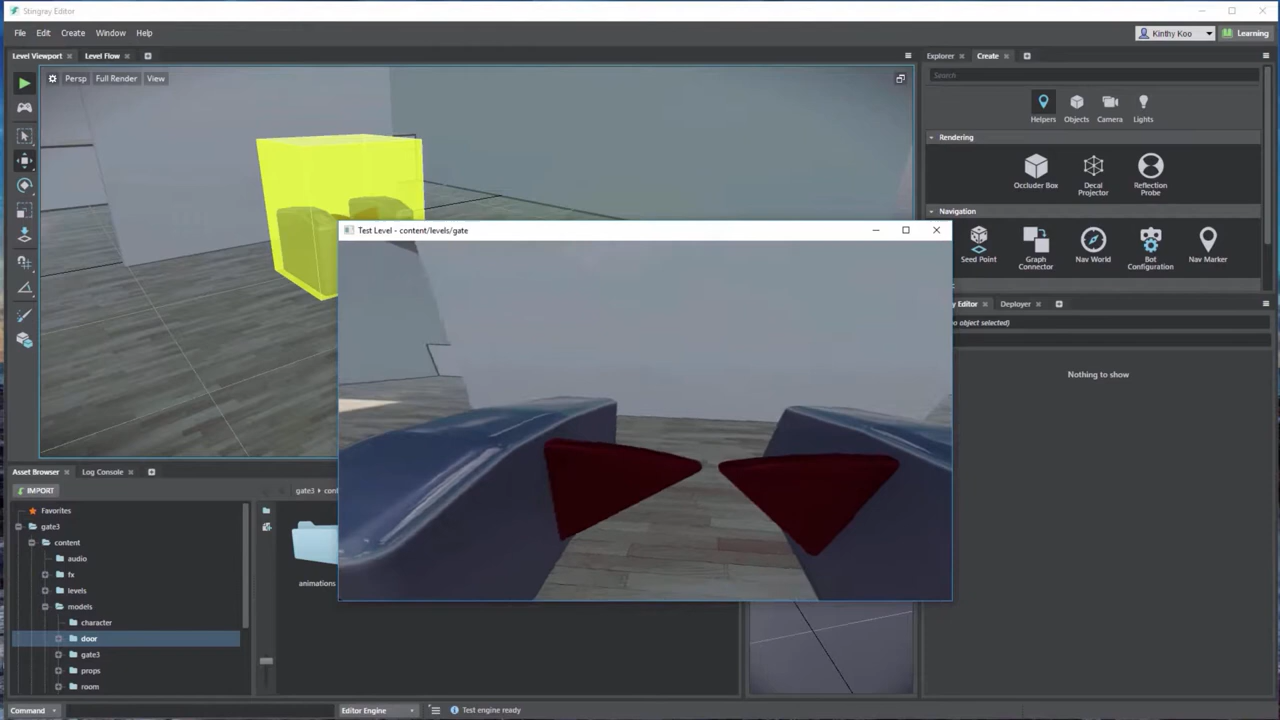 Stingray Editor
File Edit Create Window Help
Kinthy Koo
Learning
Level Viewport Level Flow
Explorer Create
Persp Full Render View
Search
Helpers Objects Camera Lights
Rendering
Occluder Box
Decal Projector
Reflection Probe
Navigation
Seed Point
Graph Connector
Nav World
Bot Configuration
Nav Marker
Test Level - content/levels/gate
Editor Deployer
object selected)
Nothing to show
Asset Browser Log Console
IMPORT
gate3
Favorites
gate3
content
audio
fx
levels
models
character
door
gate3
props
room
animations
Command
Editor Engine
Test engine ready